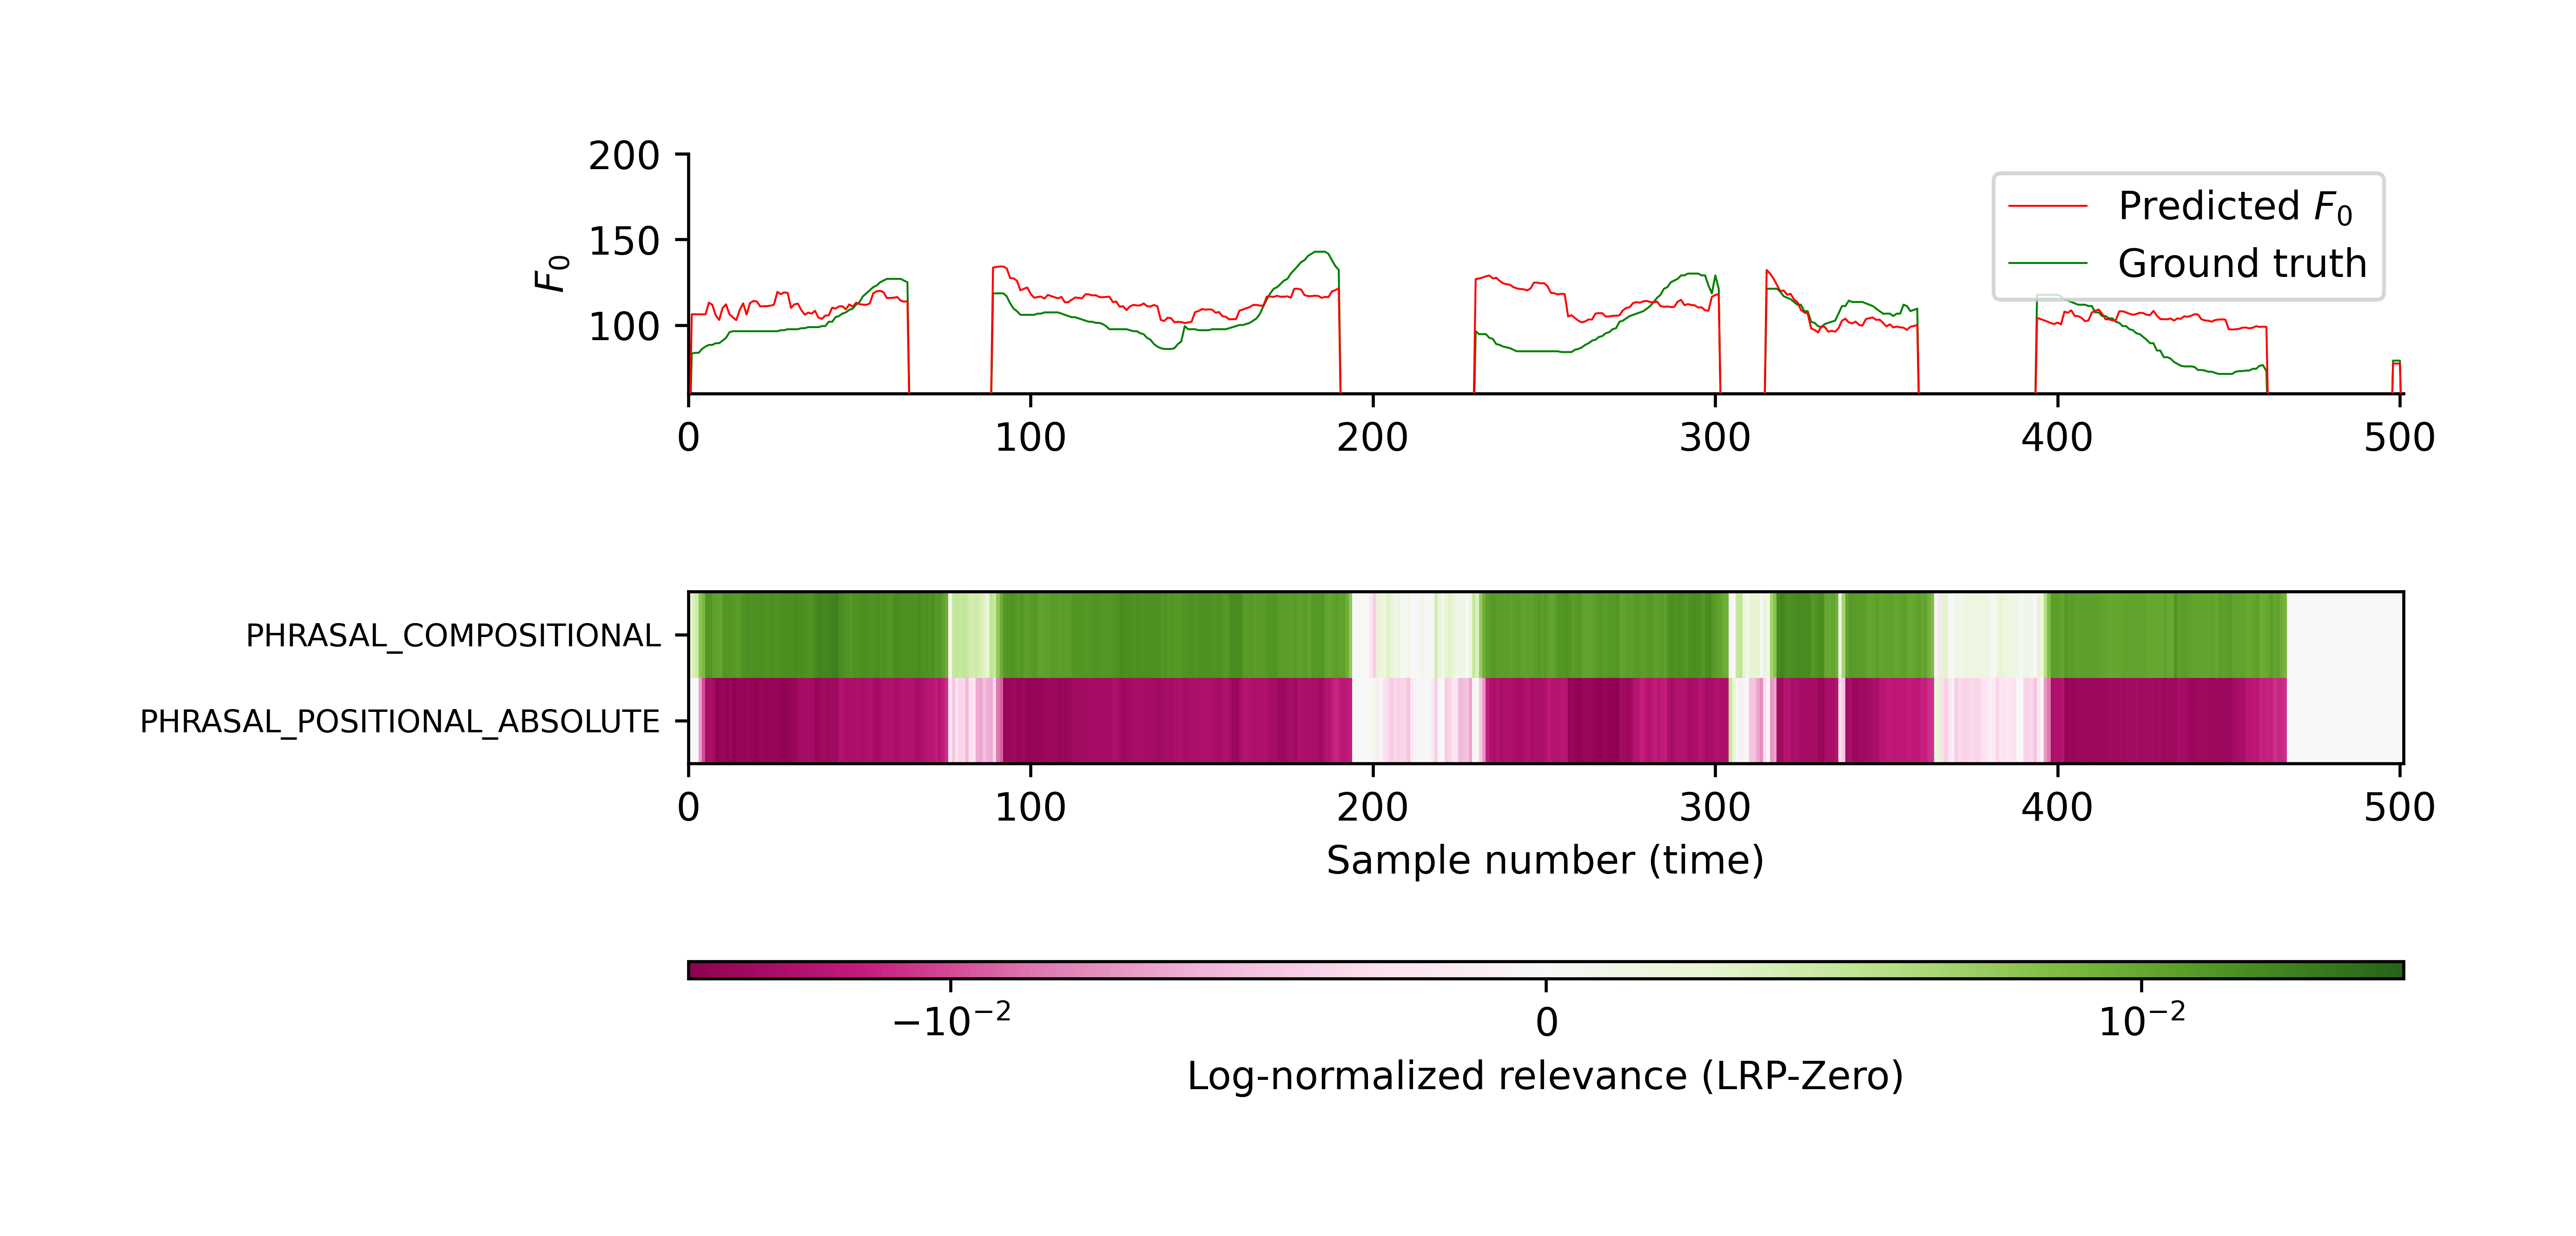 200
150
100
F₀
Predicted F₀
Ground truth
0 100 200 300 400 500
PHRASAL_COMPOSITIONAL
PHRASAL_POSITIONAL_ABSOLUTE
0 100 200 300 400 500
Sample number (time)
−10⁻² 0 10⁻²
Log-normalized relevance (LRP-Zero)